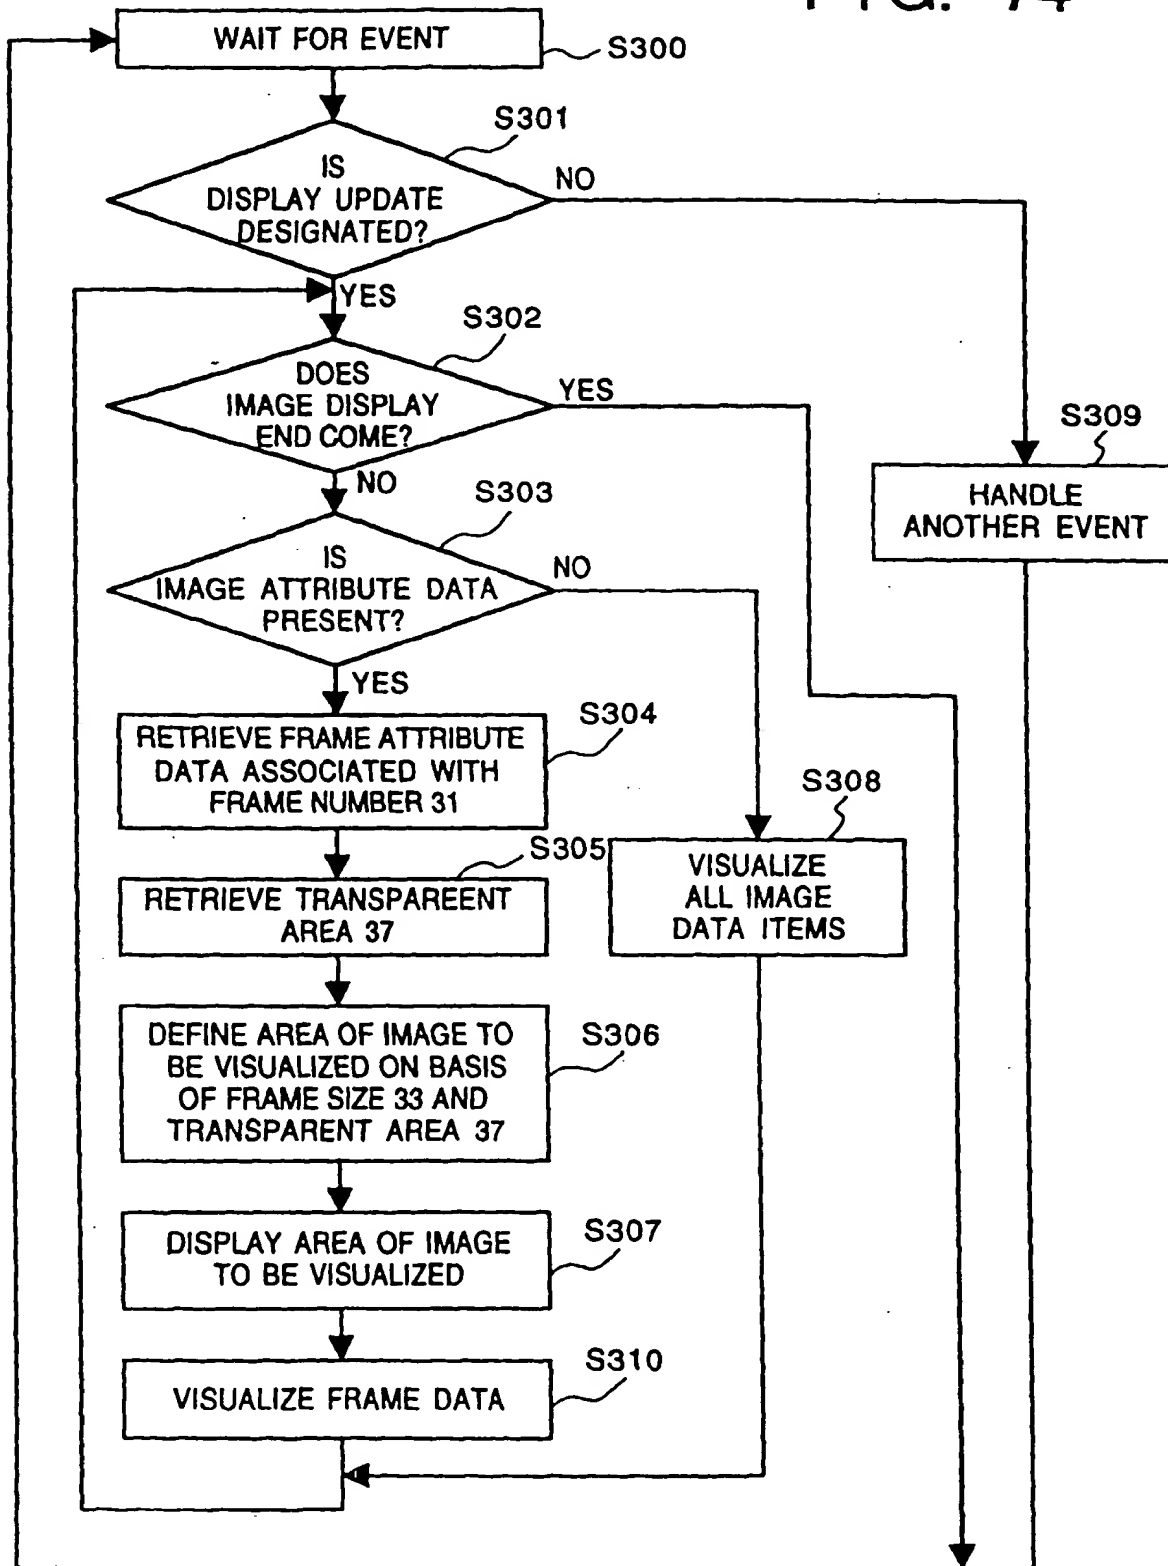 WAIT FOR EVENT
S300
S301
IS
DISPLAY UPDATE
DESIGNATED?
NO
YES
S302
DOES
IMAGE DISPLAY
END COME?
YES
NO
S309
HANDLE
ANOTHER EVENT
S303
IS
IMAGE ATTRIBUTE DATA
PRESENT?
NO
YES
S304
RETRIEVE FRAME ATTRIBUTE
DATA ASSOCIATED WITH
FRAME NUMBER 31
S308
VISUALIZE
ALL IMAGE
DATA ITEMS
S305
RETRIEVE TRANSPAREENT
AREA 37
S306
DEFINE AREA OF IMAGE TO
BE VISUALIZED ON BASIS
OF FRAME SIZE 33 AND
TRANSPARENT AREA 37
S307
DISPLAY AREA OF IMAGE
TO BE VISUALIZED
S310
VISUALIZE FRAME DATA